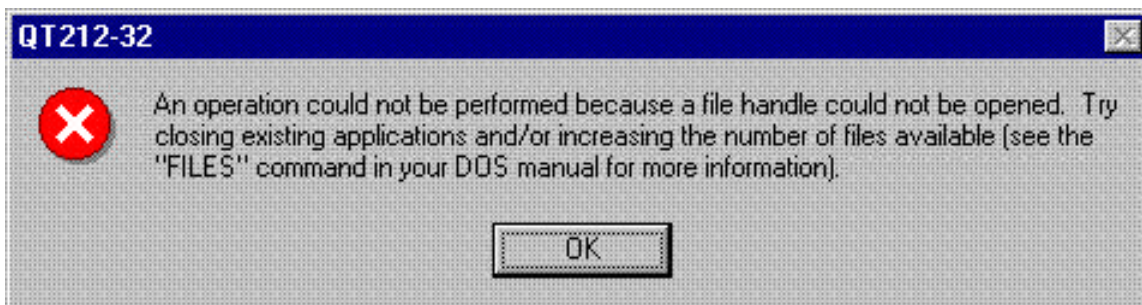 QT212-32
An operation could not be performed because a file handle could not be opened.  Try
closing existing applications and/or increasing the number of files available (see the
"FILES" command in your DOS manual for more information).
OK